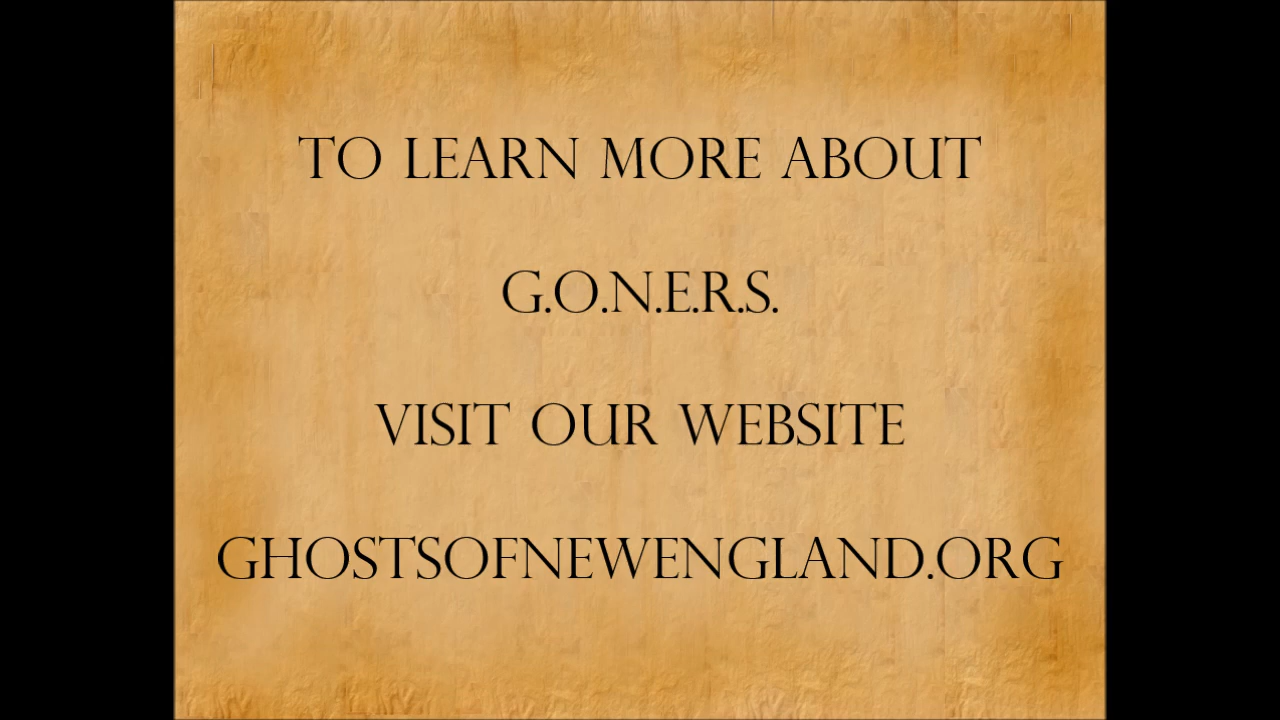 TO LEARN MORE ABOUT
G.O.N.E.R.S.
VISIT OUR WEBSITE
GHOSTSOFNEWENGLAND.ORG